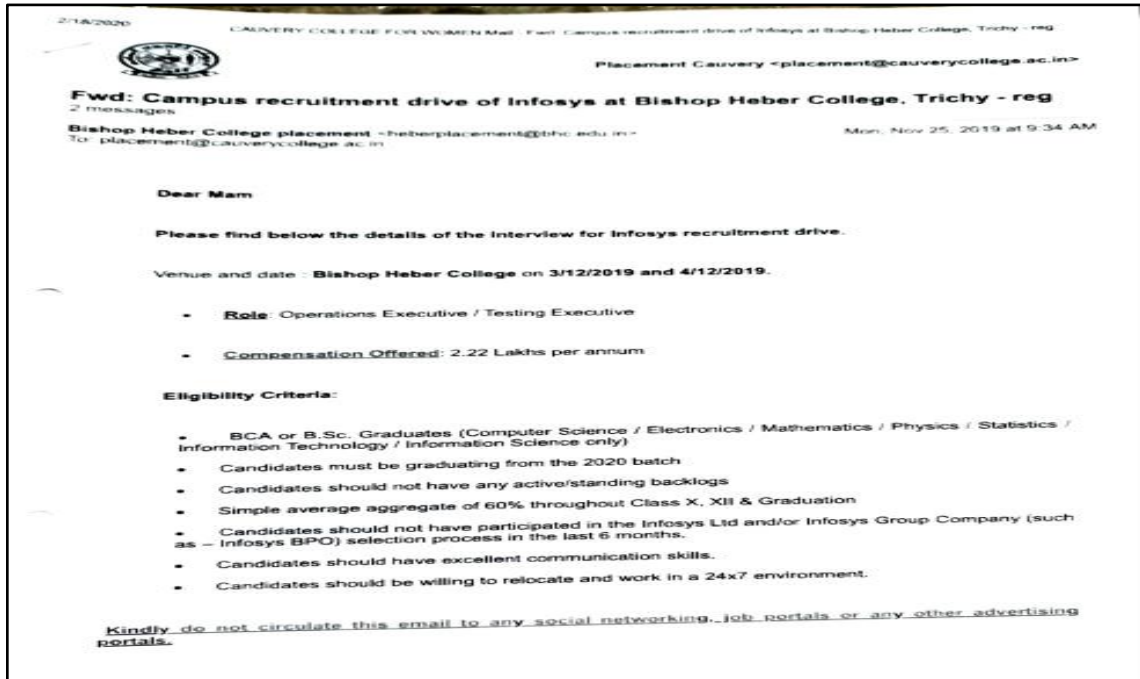 2/18/2020
CAUVERY COLLEGE FOR WOMEN Mail - Fwd: Campus recruitment drive of Infosys at Bishop Heber College, Trichy - reg
Placement Cauvery <placement@cauverycollege.ac.in>
Fwd: Campus recruitment drive of Infosys at Bishop Heber College, Trichy - reg
2 messages
Bishop Heber College placement <heberplacement@bhc.edu.in>
Mon, Nov 25, 2019 at 9:34 AM
To: placement@cauverycollege.ac.in
Dear Mam
Please find below the details of the Interview for Infosys recruitment drive.
Venue and date : Bishop Heber College on 3/12/2019 and 4/12/2019.
• Role: Operations Executive / Testing Executive
• Compensation Offered: 2.22 Lakhs per annum
Eligibility Criteria:
• BCA or B.Sc. Graduates (Computer Science / Electronics / Mathematics / Physics / Statistics /
Information Technology / Information Science only)
• Candidates must be graduating from the 2020 batch
• Candidates should not have any active/standing backlogs
• Simple average aggregate of 60% throughout Class X, XII & Graduation
• Candidates should not have participated in the Infosys Ltd and/or Infosys Group Company (such
as – Infosys BPO) selection process in the last 6 months.
• Candidates should have excellent communication skills.
• Candidates should be willing to relocate and work in a 24x7 environment.
Kindly do not circulate this email to any social networking, job portals or any other advertising
portals.